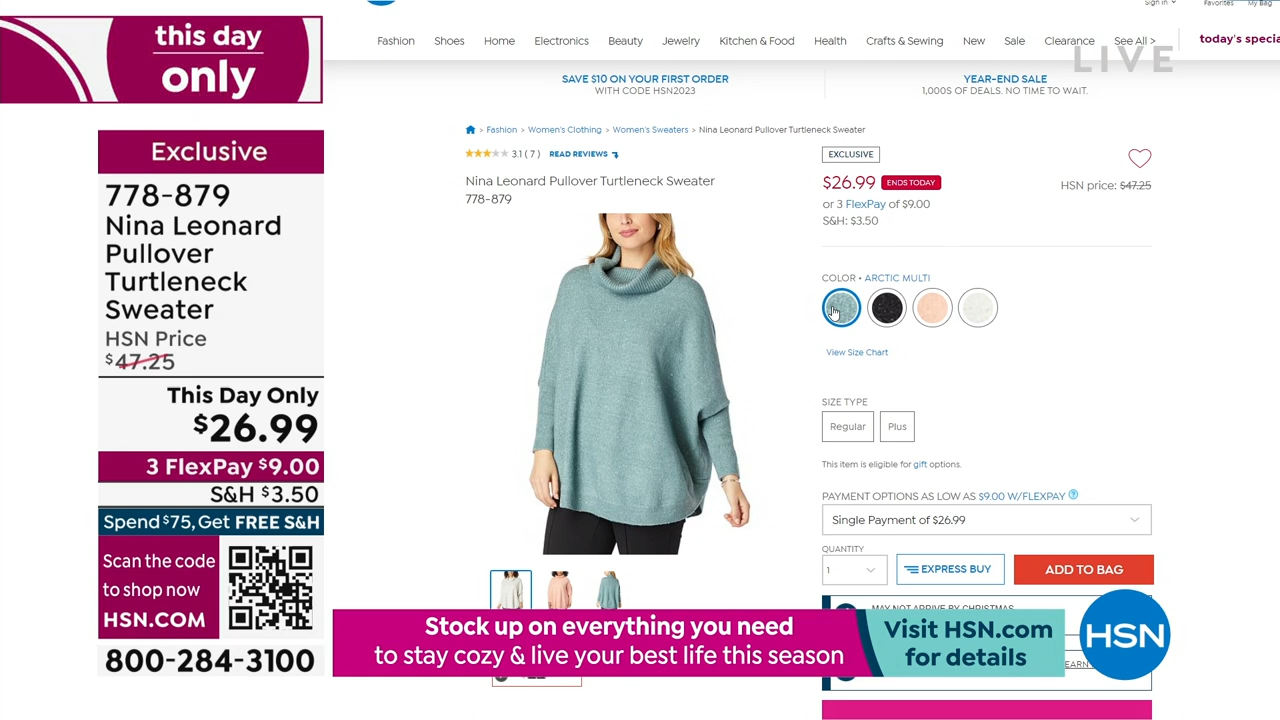 this day
only
Exclusive
778-879
Nina Leonard
Pullover
Turtleneck
Sweater
HSN Price
$47.25
This Day Only
$26.99
3 FlexPay $9.00
S&H $3.50
Spend $75, Get FREE S&H
Scan the code
to shop now
HSN.COM
800-284-3100
Sign in
Favorites
My Bag
Fashion Shoes Home Electronics Beauty Jewelry Kitchen & Food Health Crafts & Sewing New Sale Clearance See All >
today's specia
LIVE
SAVE $10 ON YOUR FIRST ORDER
WITH CODE HSN2023
YEAR-END SALE
1,000S OF DEALS. NO TIME TO WAIT.
> Fashion > Women's Clothing > Women's Sweaters > Nina Leonard Pullover Turtleneck Sweater
3.1 ( 7 ) READ REVIEWS
Nina Leonard Pullover Turtleneck Sweater
778-879
EXCLUSIVE
$26.99 ENDS TODAY
HSN price: $47.25
or 3 FlexPay of $9.00
S&H: $3.50
COLOR • ARCTIC MULTI
View Size Chart
SIZE TYPE
Regular Plus
This item is eligible for gift options.
PAYMENT OPTIONS AS LOW AS $9.00 W/FLEXPAY ?
Single Payment of $26.99
QUANTITY
1
EXPRESS BUY
ADD TO BAG
MAY NOT ARRIVE BY CHRISTMAS
EARN
Stock up on everything you need
to stay cozy & live your best life this season
Visit HSN.com
for details
HSN